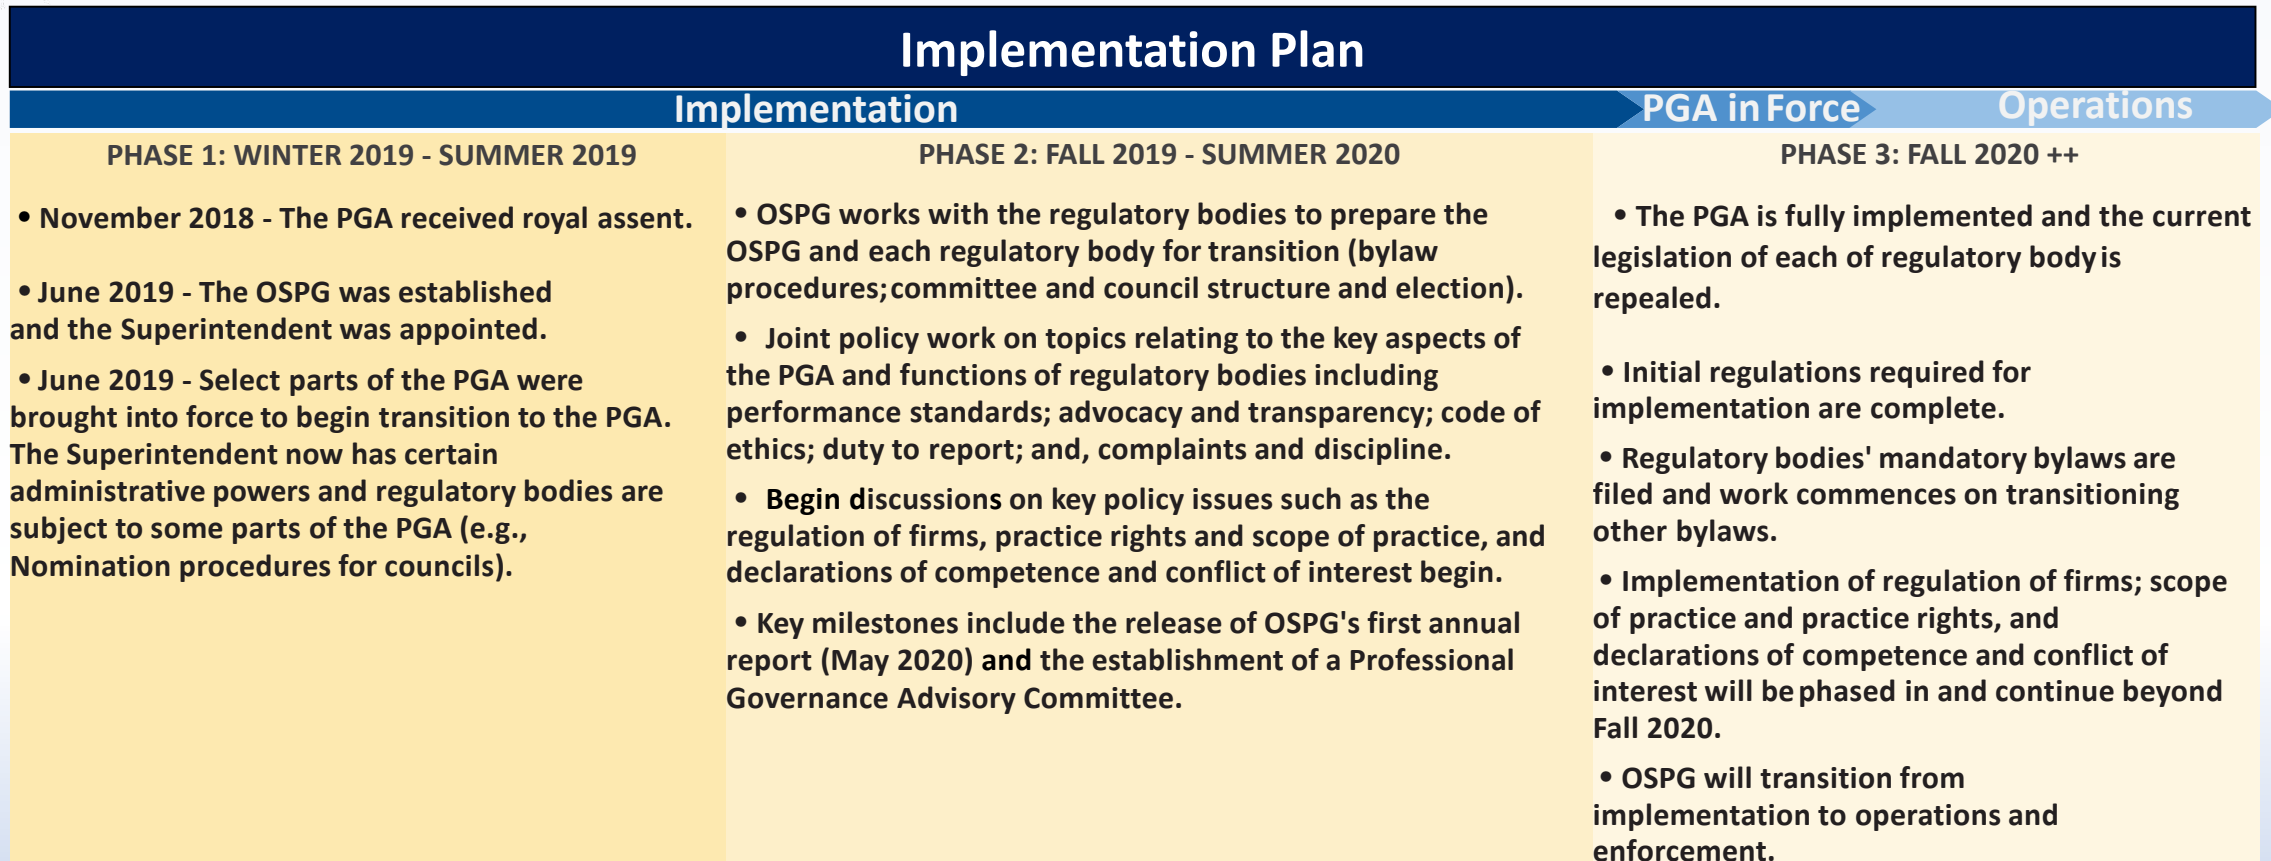 Implementation Plan
Implementation
PGA in Force
Operations
PHASE 1: WINTER 2019 - SUMMER 2019
• November 2018 - The PGA received royal assent.
• June 2019 - The OSPG was established
and the Superintendent was appointed.
• June 2019 - Select parts of the PGA were
brought into force to begin transition to the PGA.
The Superintendent now has certain
administrative powers and regulatory bodies are
subject to some parts of the PGA (e.g.,
Nomination procedures for councils).
PHASE 2: FALL 2019 - SUMMER 2020
• OSPG works with the regulatory bodies to prepare the
OSPG and each regulatory body for transition (bylaw
procedures; committee and council structure and election).
• Joint policy work on topics relating to the key aspects of
the PGA and functions of regulatory bodies including
performance standards; advocacy and transparency; code of
ethics; duty to report; and, complaints and discipline.
• Begin discussions on key policy issues such as the
regulation of firms, practice rights and scope of practice, and
declarations of competence and conflict of interest begin.
• Key milestones include the release of OSPG's first annual
report (May 2020) and the establishment of a Professional
Governance Advisory Committee.
PHASE 3: FALL 2020 ++
• The PGA is fully implemented and the current
legislation of each of regulatory body is
repealed.
• Initial regulations required for
implementation are complete.
• Regulatory bodies' mandatory bylaws are
filed and work commences on transitioning
other bylaws.
• Implementation of regulation of firms; scope
of practice and practice rights, and
declarations of competence and conflict of
interest will be phased in and continue beyond
Fall 2020.
• OSPG will transition from
implementation to operations and
enforcement.